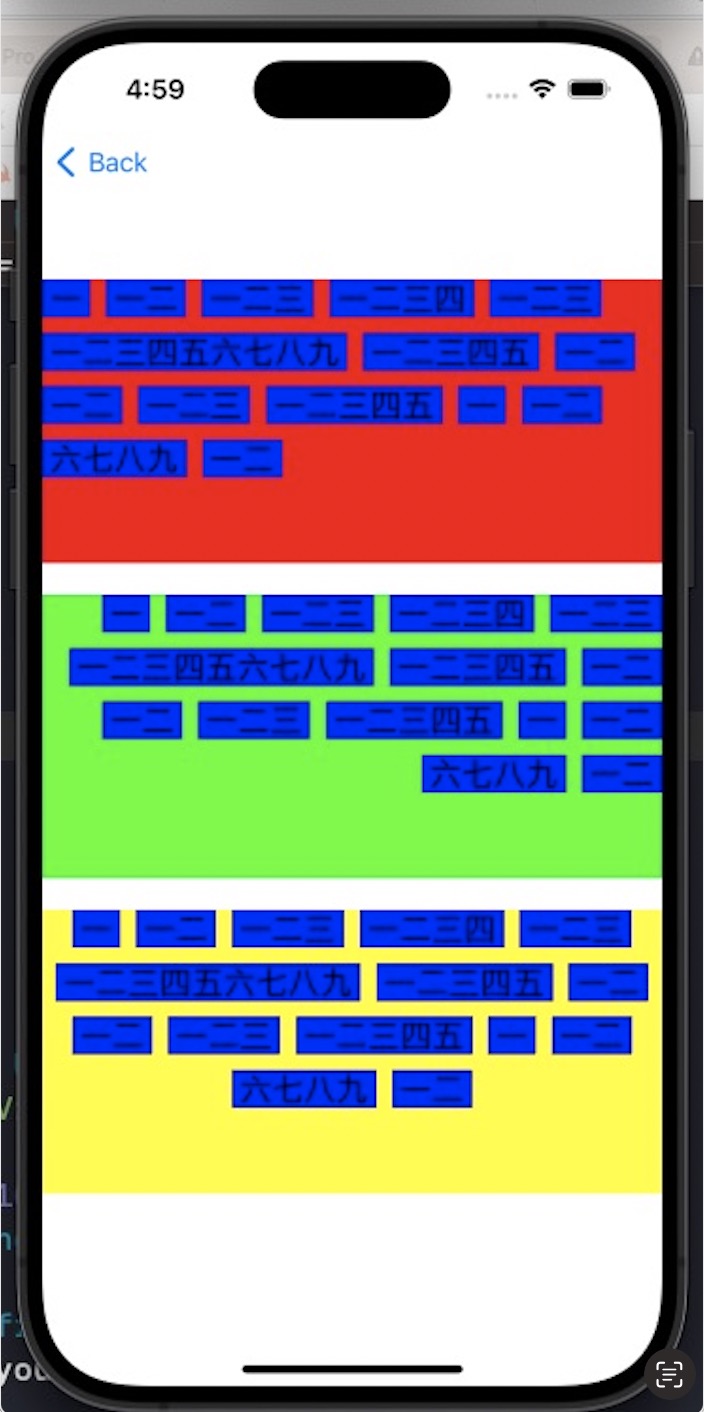 Pro
4:59
Back
一 一二 一二三 一二三四 一二三
一二三四五六七八九 一二三四五 一二
一二 一二三 一二三四五 一 一二
六七八九 一二
一 一二 一二三 一二三四 一二三
一二三四五六七八九 一二三四五 一二
一二 一二三 一二三四五 一 一二
六七八九 一二
一 一二 一二三 一二三四 一二三
一二三四五六七八九 一二三四五 一二
一二 一二三 一二三四五 一 一二
六七八九 一二
you